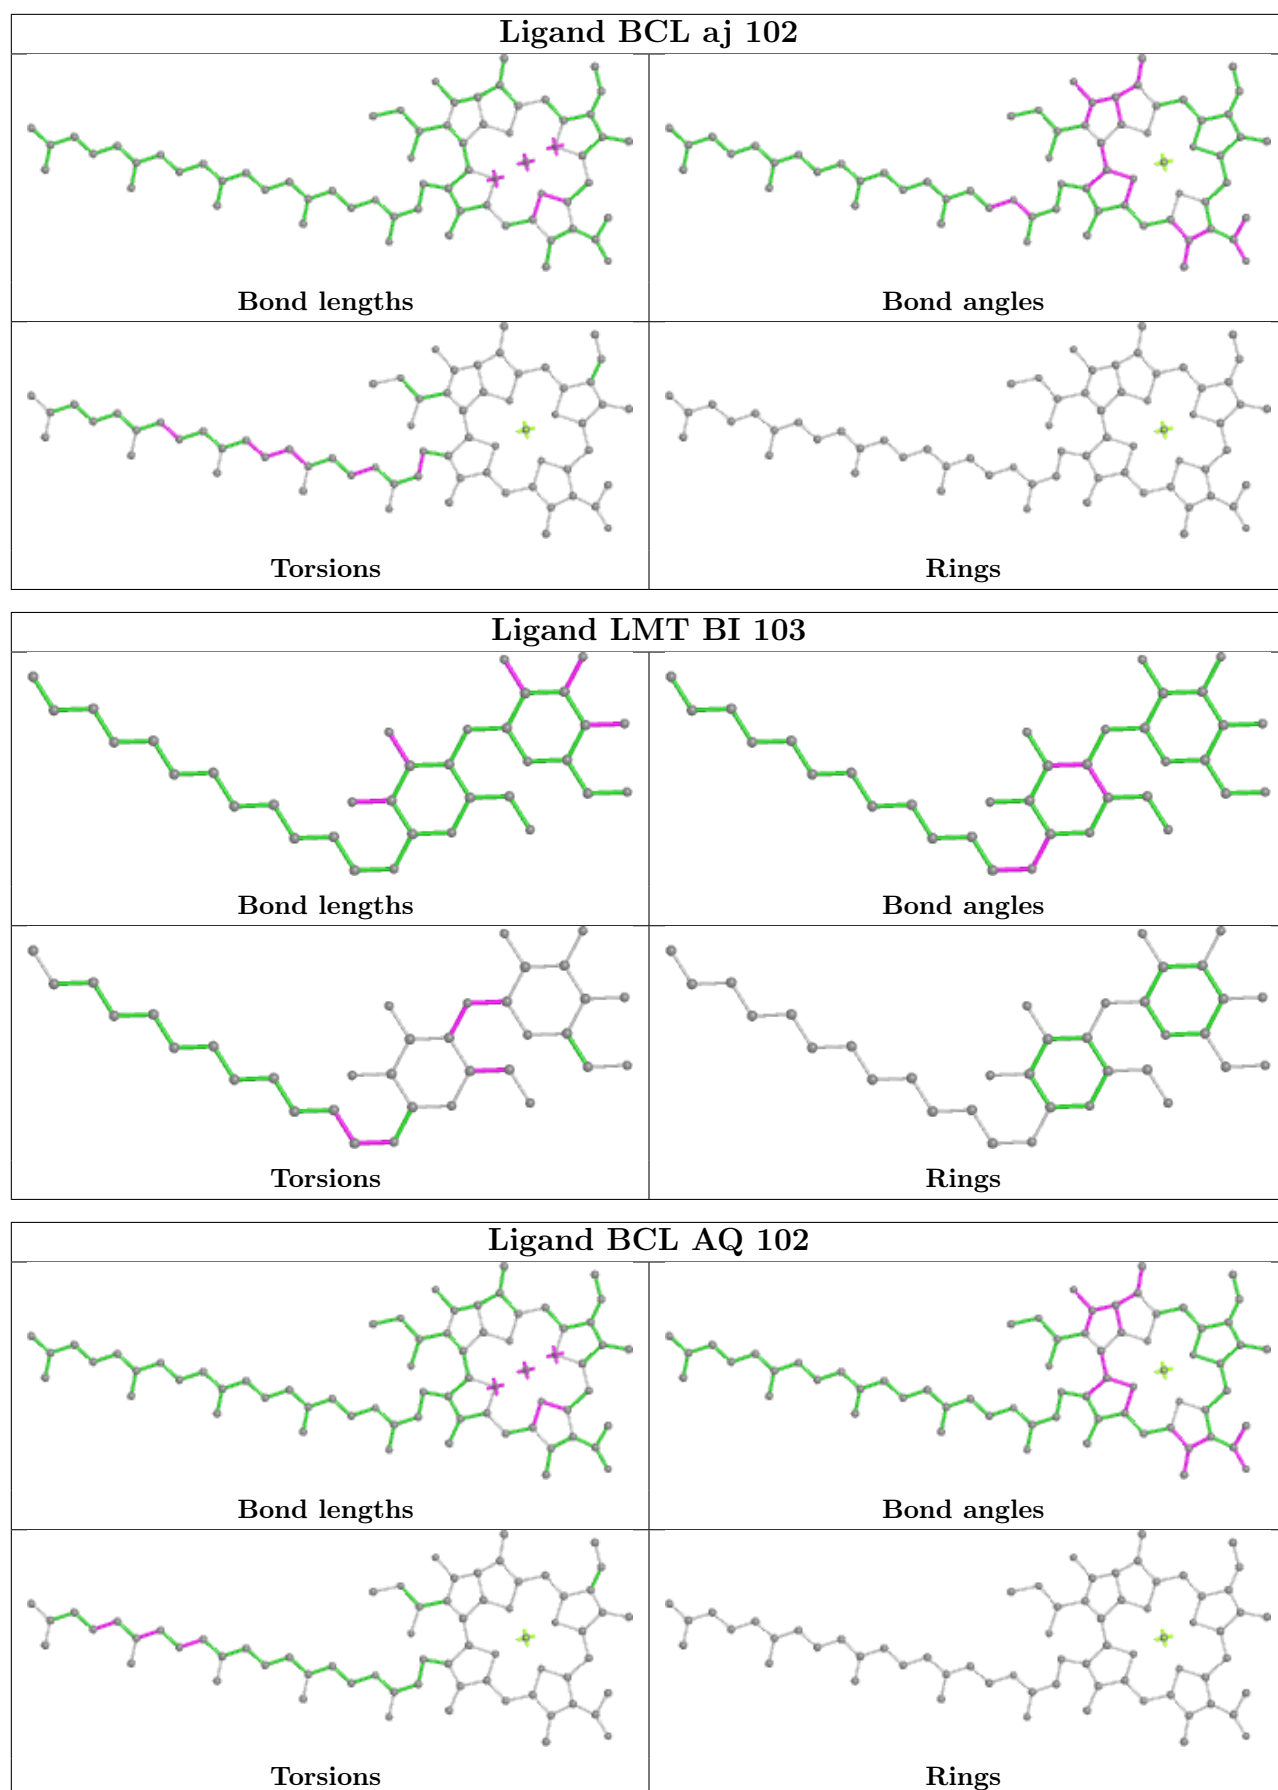 Ligand BCL aj 102
Bond lengths
Bond angles
Torsions
Rings
Ligand LMT BI 103
Bond lengths
Bond angles
Torsions
Rings
Ligand BCL AQ 102
Bond lengths
Bond angles
Torsions
Rings